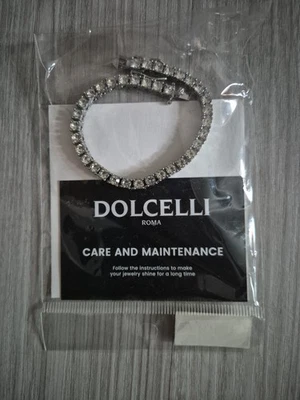 DOLCELLI
ROMA
CARE AND MAINTENANCE
Follow the instructions to make
your jewelry shine for a long time